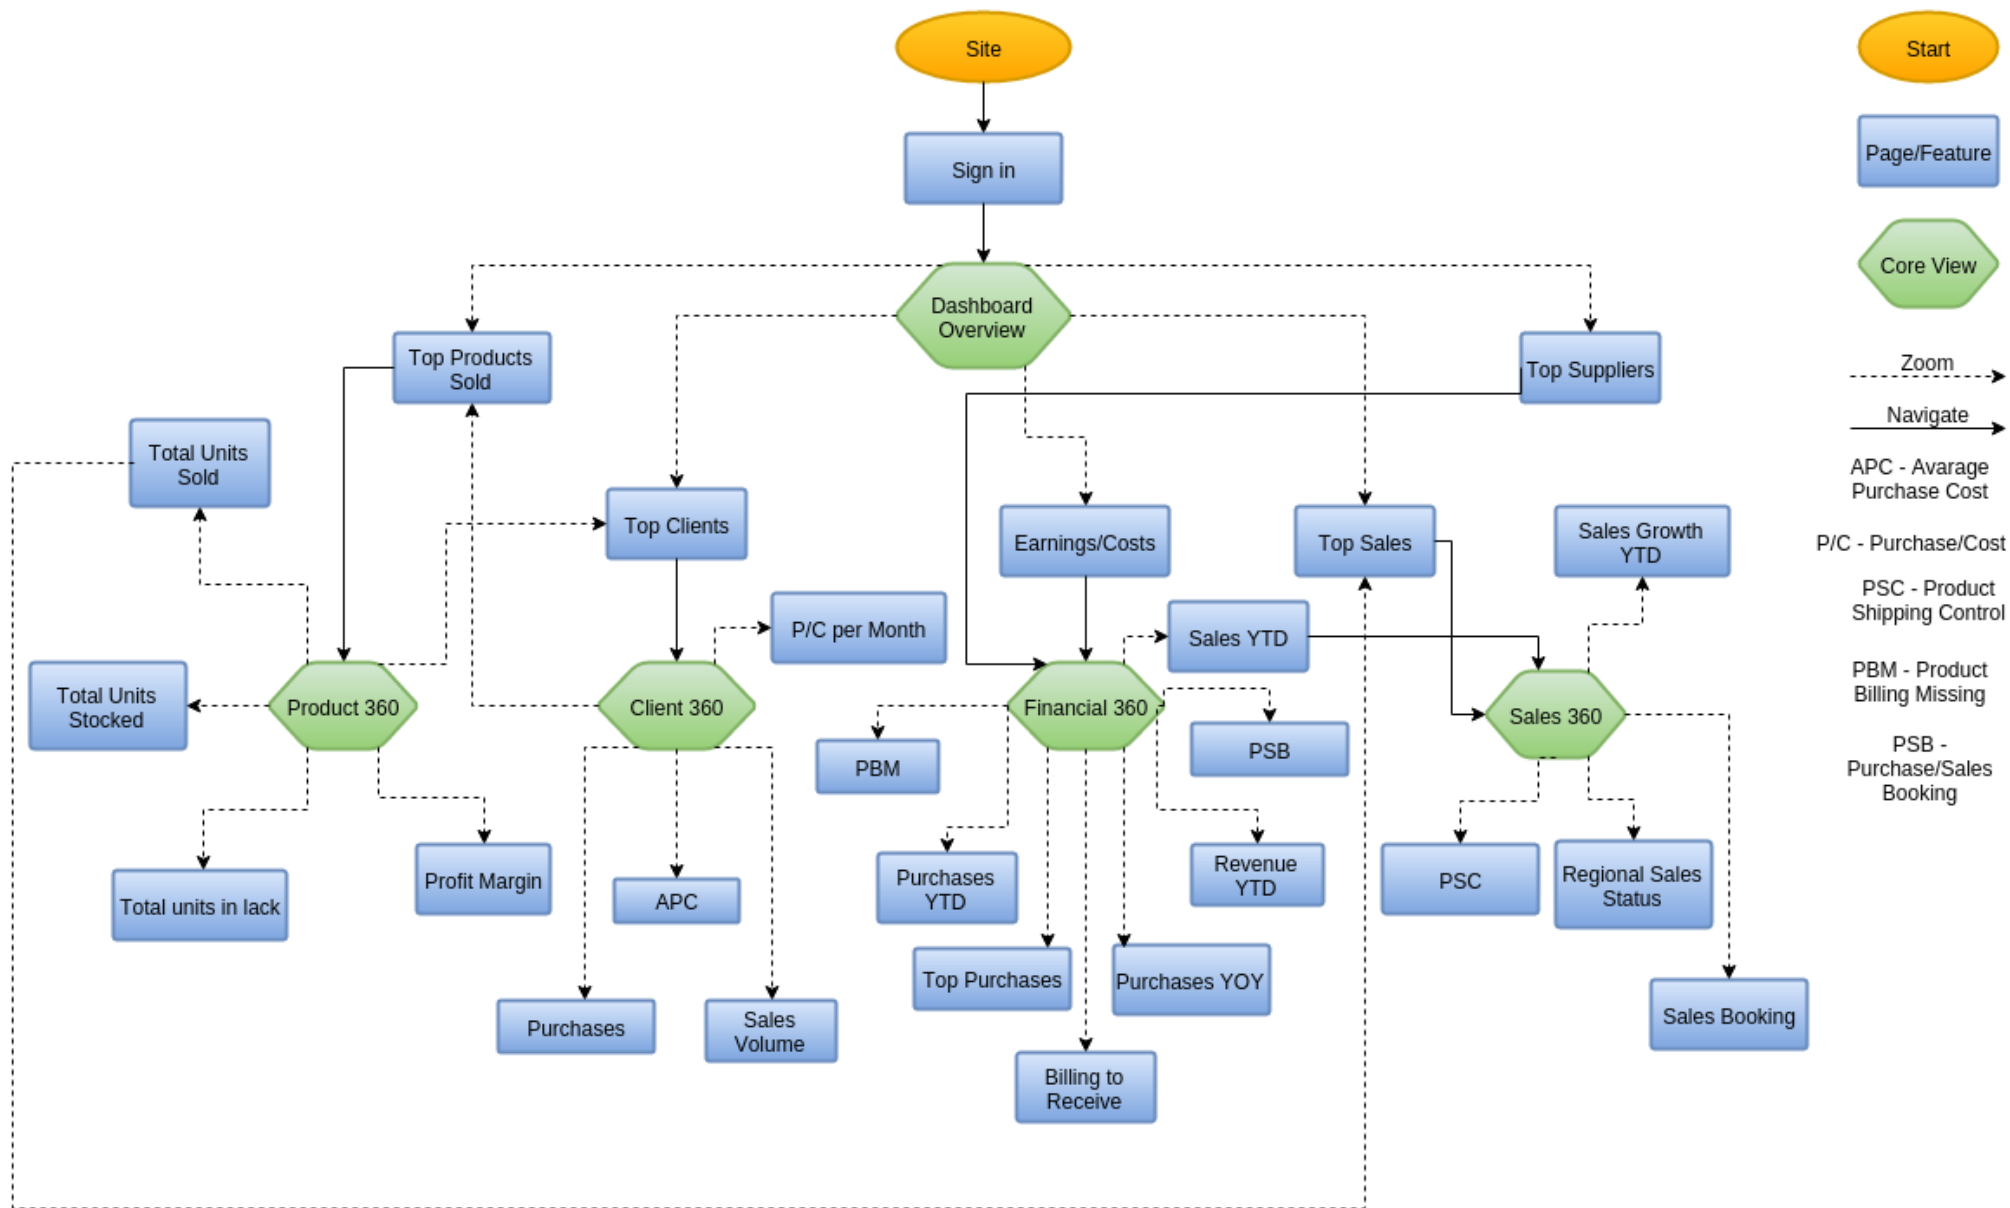 Site
Start
Sign in
Page/Feature
Core View
Dashboard
Overview
Top Products
Sold
Top Suppliers
Zoom
Navigate
Total Units
Sold
Top Clients
Earnings/Costs
Top Sales
Sales Growth
YTD
APC - Avarage
Purchase Cost
P/C - Purchase/Cost
PSC - Product
Shipping Control
PBM - Product
Billing Missing
PSB -
Purchase/Sales
Booking
P/C per Month
Sales YTD
Total Units
Stocked
Product 360
Client 360
Financial 360
Sales 360
PBM
PSB
Total units in lack
Profit Margin
APC
Purchases
YTD
Revenue
YTD
PSC
Regional Sales
Status
Top Purchases
Purchases YOY
Purchases
Sales
Volume
Sales Booking
Billing to
Receive